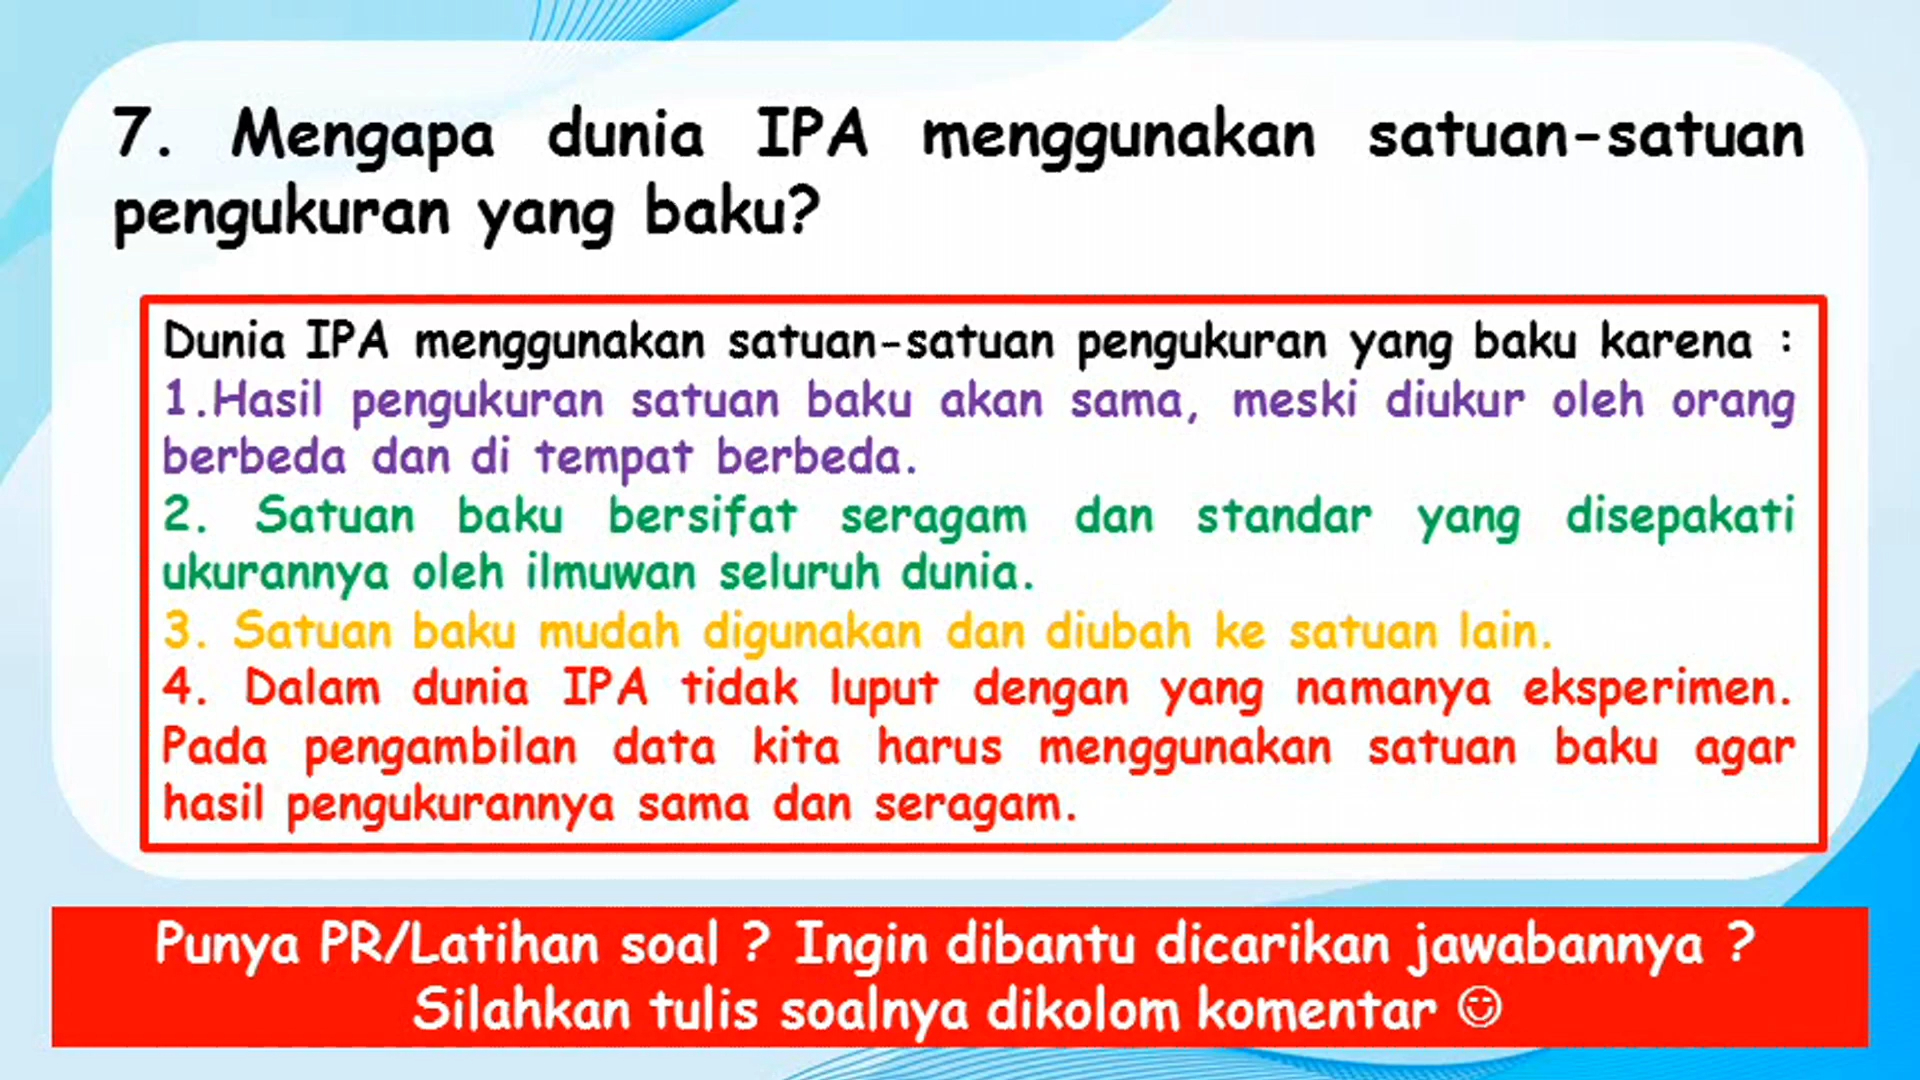 7. Mengapa dunia IPA menggunakan satuan-satuan
pengukuran yang baku?
Dunia IPA menggunakan satuan-satuan pengukuran yang baku karena :
1.Hasil pengukuran satuan baku akan sama, meski diukur oleh orang
berbeda dan di tempat berbeda.
2. Satuan baku bersifat seragam dan standar yang disepakati
ukurannya oleh ilmuwan seluruh dunia.
3. Satuan baku mudah digunakan dan diubah ke satuan lain.
4. Dalam dunia IPA tidak luput dengan yang namanya eksperimen.
Pada pengambilan data kita harus menggunakan satuan baku agar
hasil pengukurannya sama dan seragam.
Punya PR/Latihan soal ? Ingin dibantu dicarikan jawabannya ?
Silahkan tulis soalnya dikolom komentar ☺